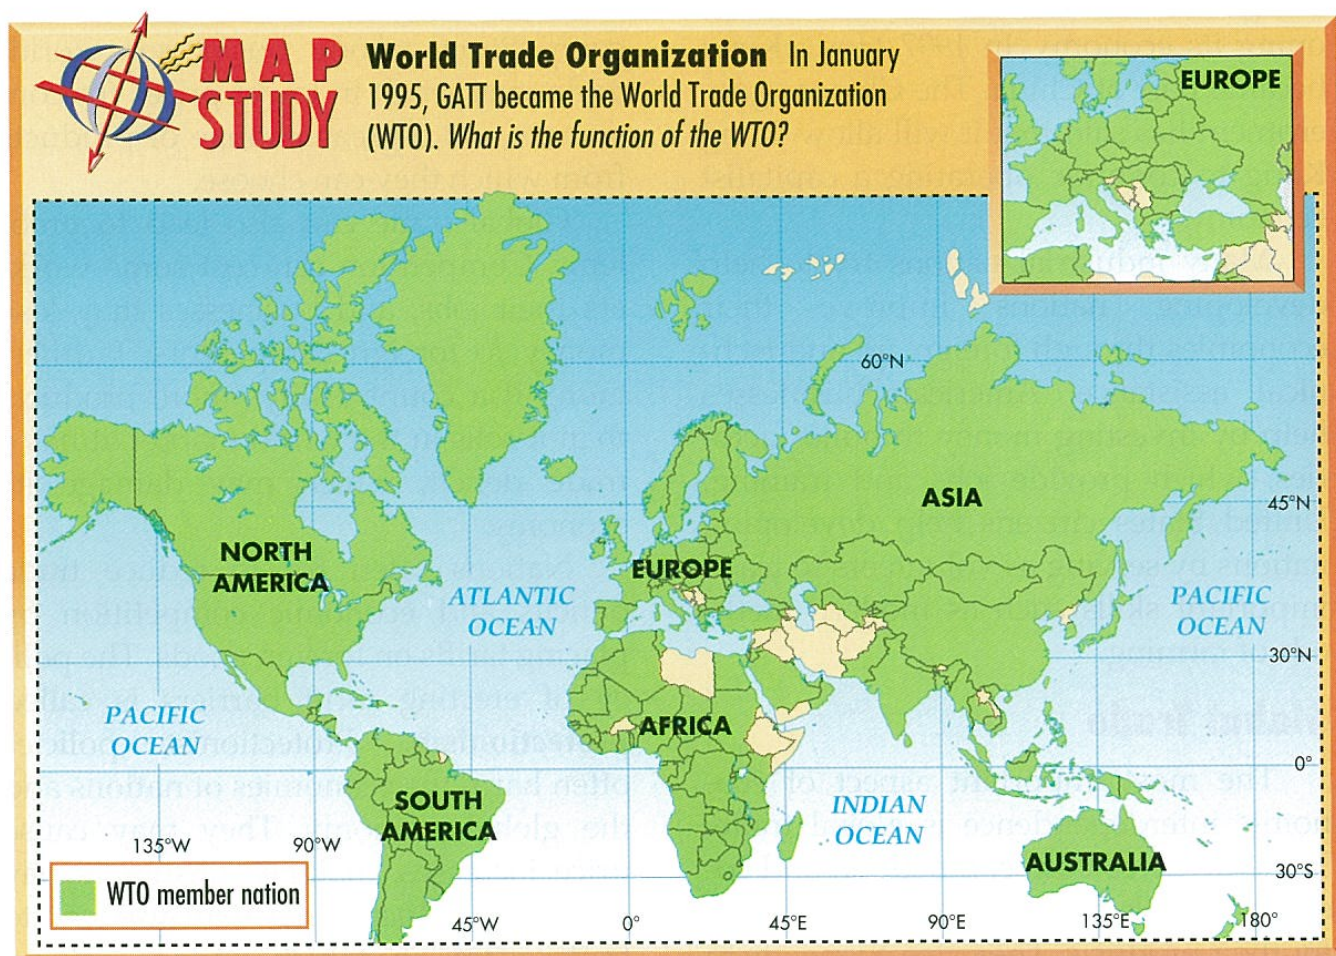 MAP
STUDY
World Trade Organization In January
1995, GATT became the World Trade Organization
(WTO). What is the function of the WTO?
EUROPE
60°N
ASIA
45°N
NORTH
AMERICA
EUROPE
ATLANTIC
OCEAN
PACIFIC
OCEAN
30°N
PACIFIC
OCEAN
AFRICA
0°
SOUTH
AMERICA
INDIAN
OCEAN
AUSTRALIA
135°W
90°W
30°S
WTO member nation
45°W
0°
45°E
90°E
135°E
180°